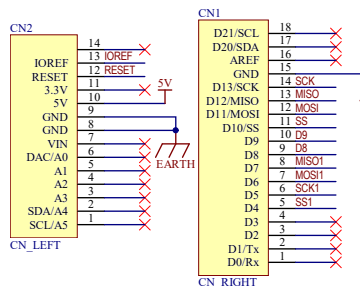 CN2
14
IOREF 13 IOREF
RESET 12 RESET
3.3V 11
5V 10 5V
GND 9
GND 8
VIN 7
DAC/A0 6
A1 5
A2 4
A3 3
SDA/A4 2
SCL/A5 1
EARTH
CN_LEFT
CN1
D21/SCL 18
D20/SDA 17
AREF 16
GND 15
D13/SCK 14 SCK
D12/MISO 13 MISO
D11/MOSI 12 MOSI
D10/SS 11 SS
D9 10 D9
D8 9 D8
D7 8 MISO1
D6 7 MOSI1
D5 6 SCK1
D4 5 SS1
D3 4
D2 3
D1/Tx 2
D0/Rx 1
CN_RIGHT